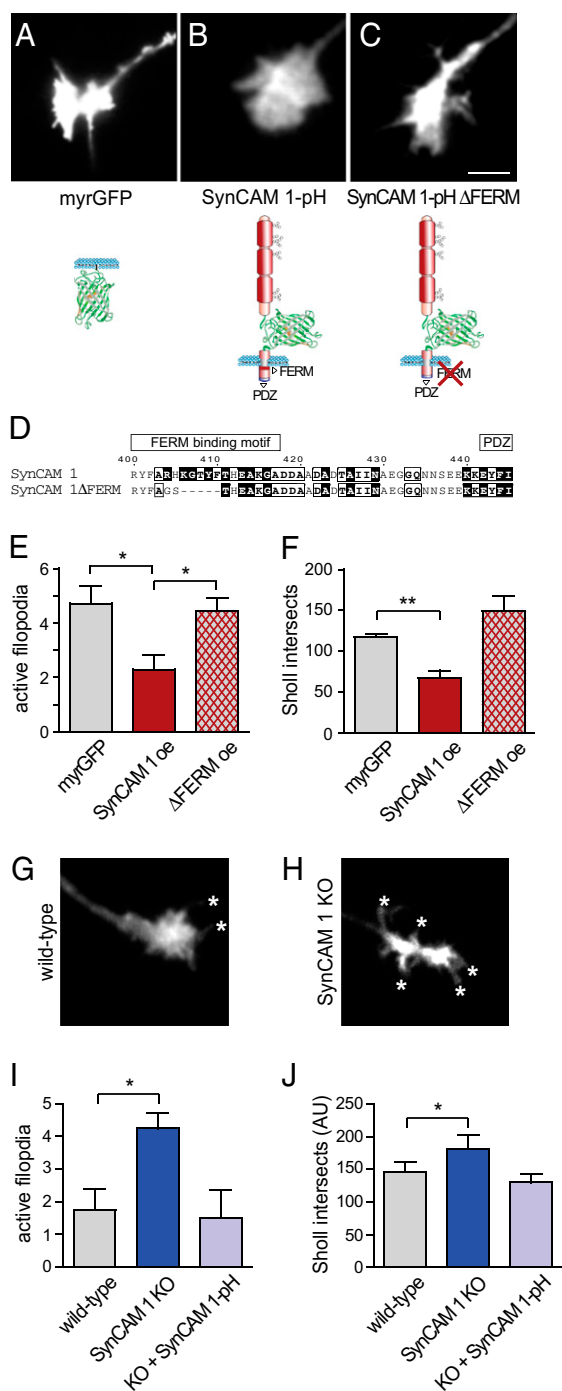 A
B
C
myrGFP
SynCAM 1-pH
SynCAM 1-pH ΔFERM
FERM
PDZ
FERM
PDZ
D
FERM binding motif
PDZ
400 410 420 430 440
SynCAM 1 RYFARHKGTYFTHEAKGADDAADADTAIINAEGGQNNSEEKKEYFI
SynCAM 1ΔFERM RYFAGS-----THEAKGADDAADADTAIINAEGGQNNSEEKKEYFI
E
active filopodia
6
4
2
0
*
*
myrGFP
SynCAM 1 oe
ΔFERM oe
F
Sholl intersects
200
150
100
50
0
**
myrGFP
SynCAM 1 oe
ΔFERM oe
G
wild-type
*
*
H
SynCAM 1 KO
*
*
*
*
*
I
active filopdia
5
4
3
2
1
0
*
wild-type
SynCAM 1 KO
KO + SynCAM 1-pH
J
Sholl intersects (AU)
250
200
150
100
50
0
*
wild-type
SynCAM 1 KO
KO + SynCAM 1-pH